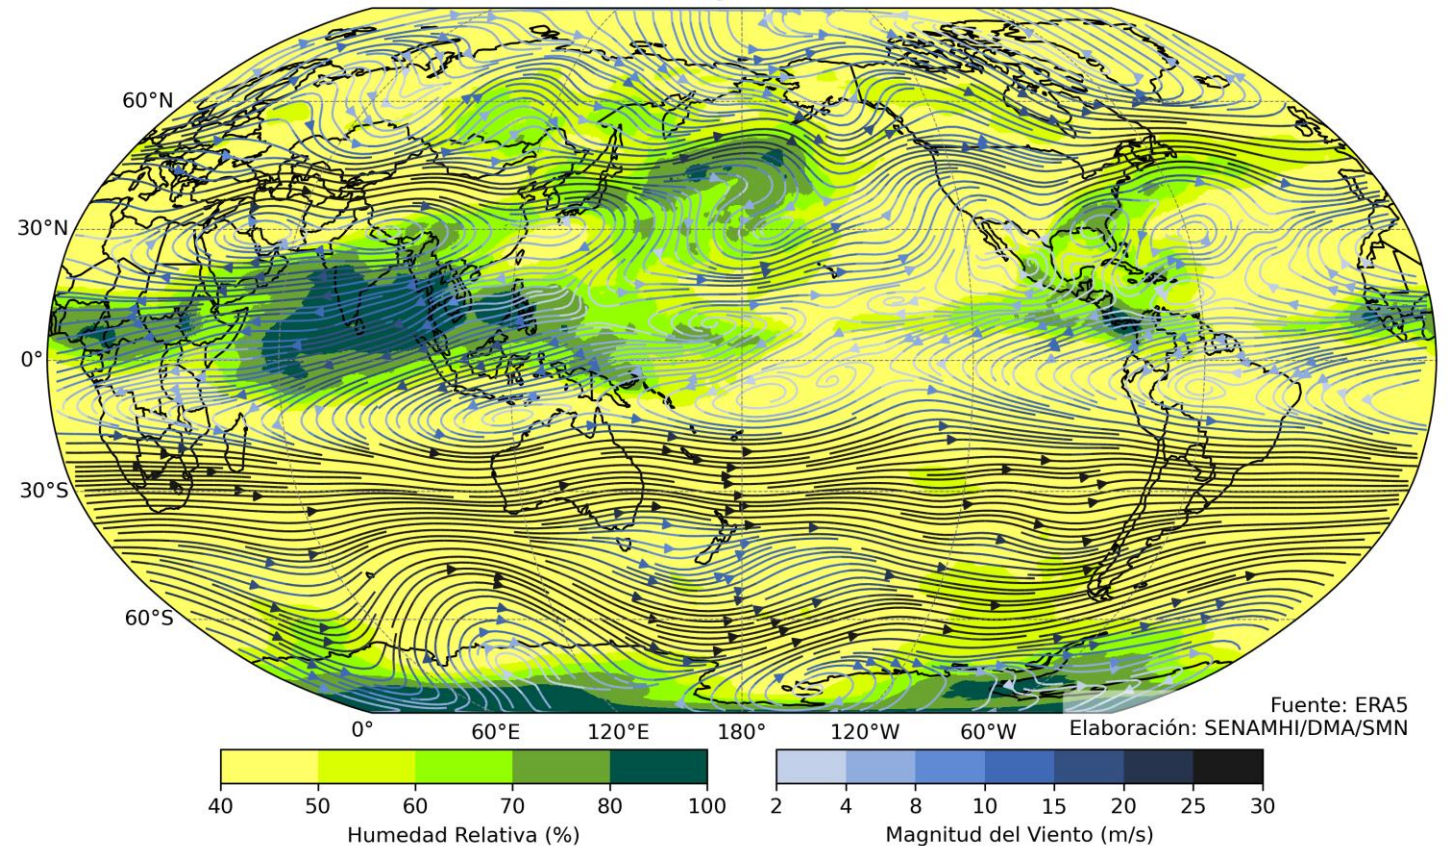 60°N
30°N
0°
30°S
60°S
0° 60°E 120°E 180° 120°W 60°W
Fuente: ERA5
Elaboración: SENAMHI/DMA/SMN
40 50 60 70 80 100
Humedad Relativa (%)
2 4 8 10 15 20 25 30
Magnitud del Viento (m/s)